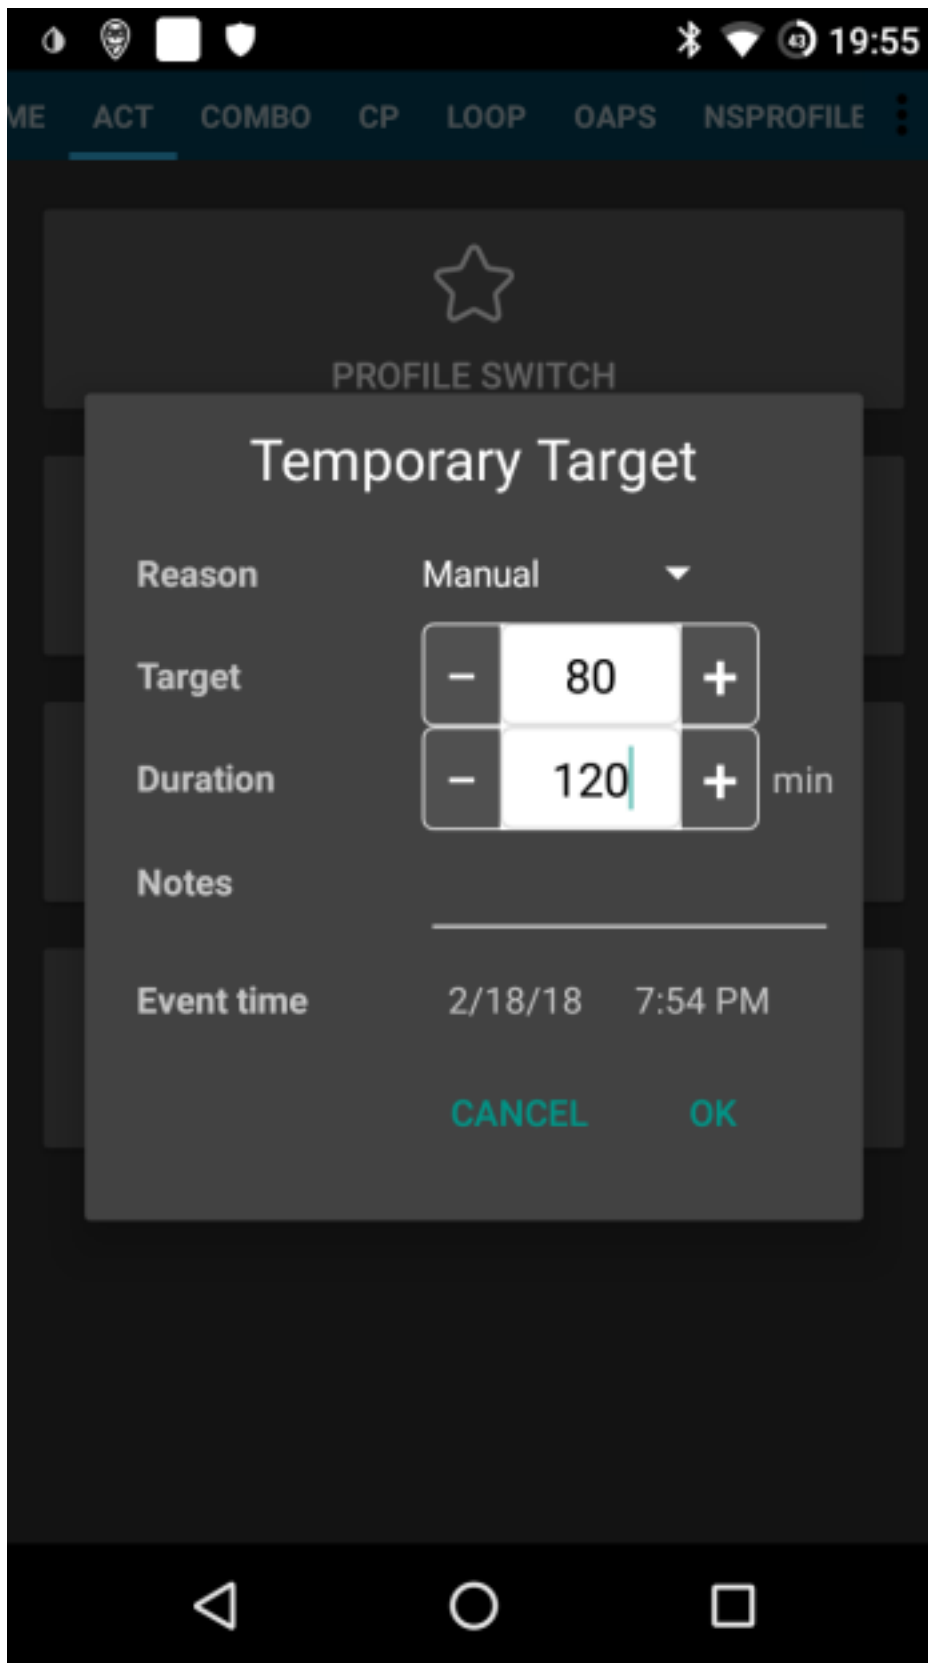 43 19:55
ME ACT COMBO CP LOOP OAPS NSPROFILE
PROFILE SWITCH
Temporary Target
Reason Manual
Target − 80 +
Duration − 120 + min
Notes
Event time 2/18/18 7:54 PM
CANCEL OK